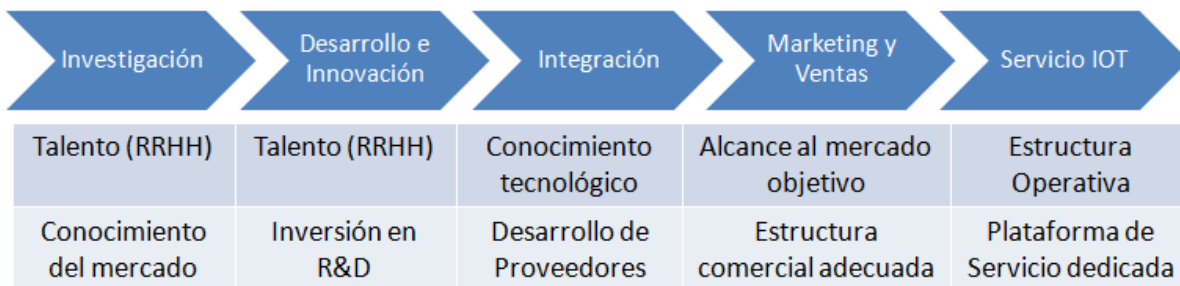 Investigación
Desarrollo e
Innovación
Integración
Marketing y
Ventas
Servicio IOT
Talento (RRHH)
Talento (RRHH)
Conocimiento
tecnológico
Alcance al mercado
objetivo
Estructura
Operativa
Conocimiento
del mercado
Inversión en
R&D
Desarrollo de
Proveedores
Estructura
comercial adecuada
Plataforma de
Servicio dedicada